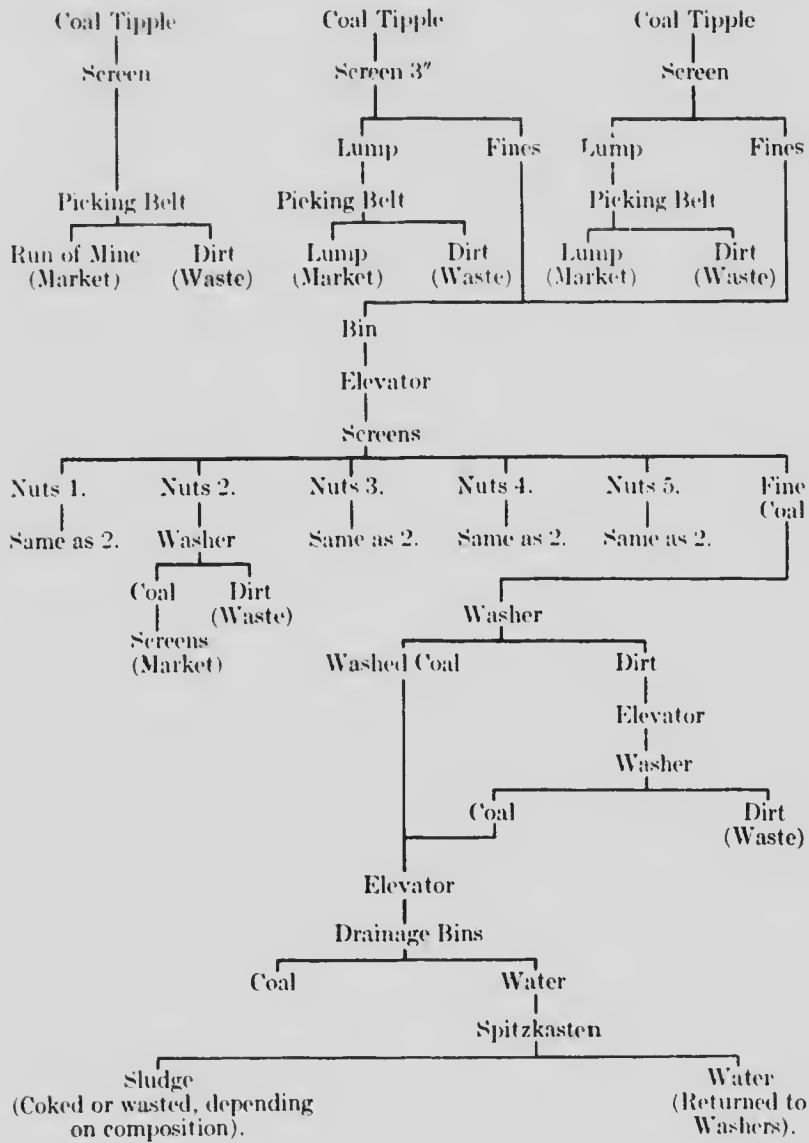 Coal Tipple Coal Tipple Coal Tipple
Screen Screen 3″ Screen
Lump Fines Lump Fines
Picking Belt Picking Belt Picking Belt
Run of Mine Dirt Lump Dirt Lump Dirt
(Market) (Waste) (Market) (Waste) (Market) (Waste)
Bin
Elevator
Screens
Nuts 1. Nuts 2. Nuts 3. Nuts 4. Nuts 5. Fine
Coal
Same as 2. Washer Same as 2. Same as 2. Same as 2.
Coal Dirt
(Waste)
Screens
(Market)
Washer
Washed Coal Dirt
Elevator
Washer
Coal Dirt
(Waste)
Elevator
Drainage Bins
Coal Water
Spitzkasten
Sludge Water
(Coked or wasted, depending (Returned to
on composition). Washers).